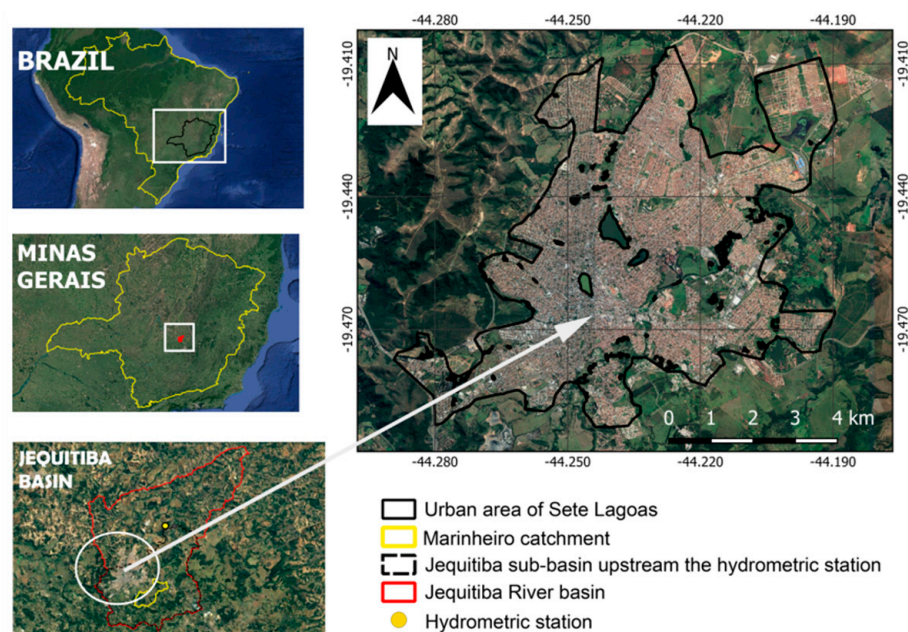 BRAZIL
MINAS
GERAIS
JEQUITIBA
BASIN
-44.280 -44.250 -44.220 -44.190
-19.410
-19.410
N
-19.440
-19.440
-19.470
-19.470
0 1 2 3 4 km
-44.280 -44.250 -44.220 -44.190
Urban area of Sete Lagoas
Marinheiro catchment
Jequitiba sub-basin upstream the hydrometric station
Jequitiba River basin
Hydrometric station